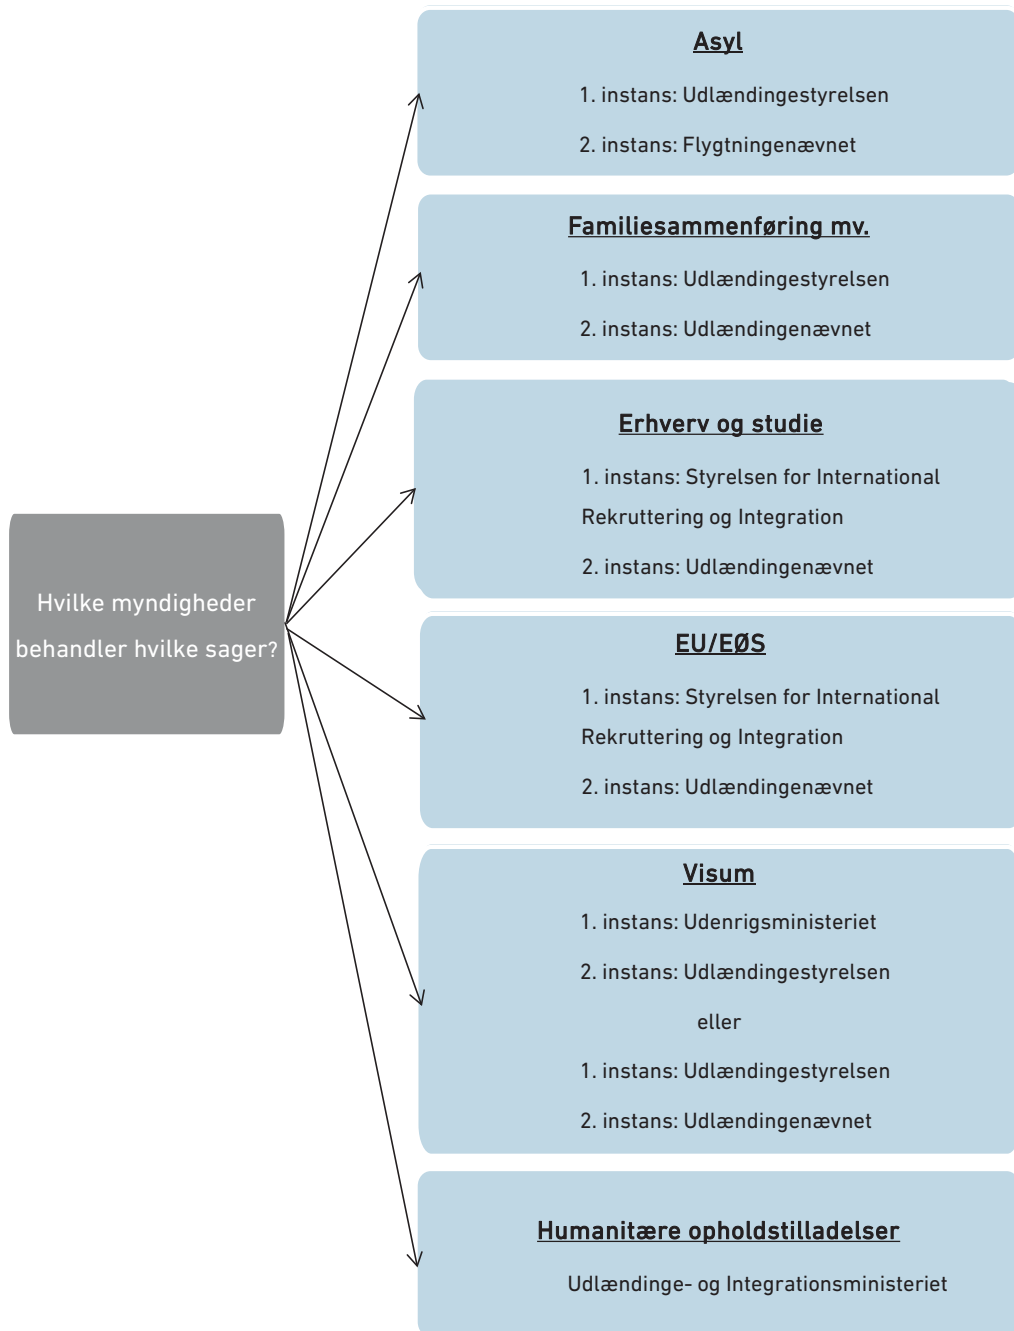 Hvilke myndigheder
behandler hvilke sager?
Asyl
1. instans: Udlændingestyrelsen
2. instans: Flygtningenævnet
Familiesammenføring mv.
1. instans: Udlændingestyrelsen
2. instans: Udlændingenævnet
Erhverv og studie
1. instans: Styrelsen for International
Rekruttering og Integration
2. instans: Udlændingenævnet
EU/EØS
1. instans: Styrelsen for International
Rekruttering og Integration
2. instans: Udlændingenævnet
Visum
1. instans: Udenrigsministeriet
2. instans: Udlændingestyrelsen
eller
1. instans: Udlændingestyrelsen
2. instans: Udlændingenævnet
Humanitære opholdstilladelser
Udlændinge- og Integrationsministeriet